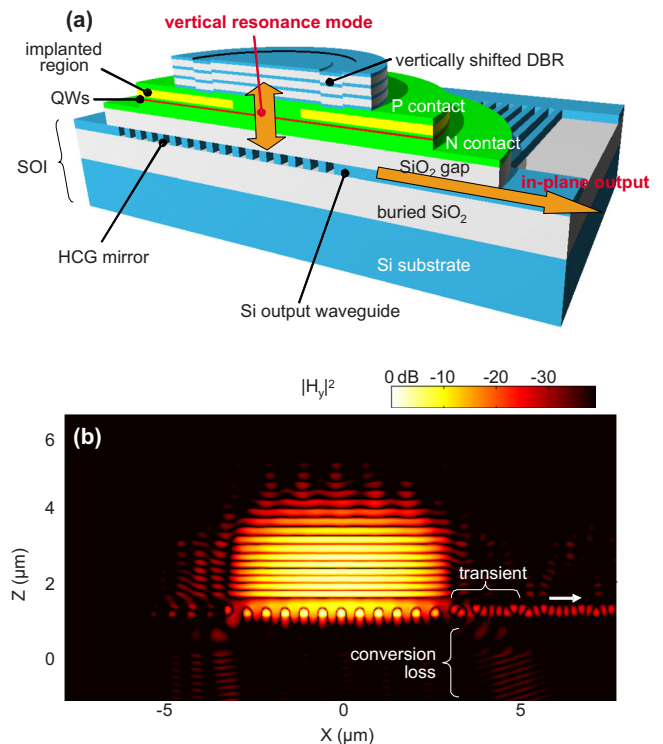 (a)
vertical resonance mode
implanted
region
vertically shifted DBR
QWs
P contact
N contact
SOI
SiO2 gap
in-plane output
buried SiO2
HCG mirror
Si substrate
Si output waveguide
|Hy|²
0 dB -10 -20 -30
(b)
6
4
2
0
Z (µm)
transient
conversion
loss
-5 0 5
X (µm)